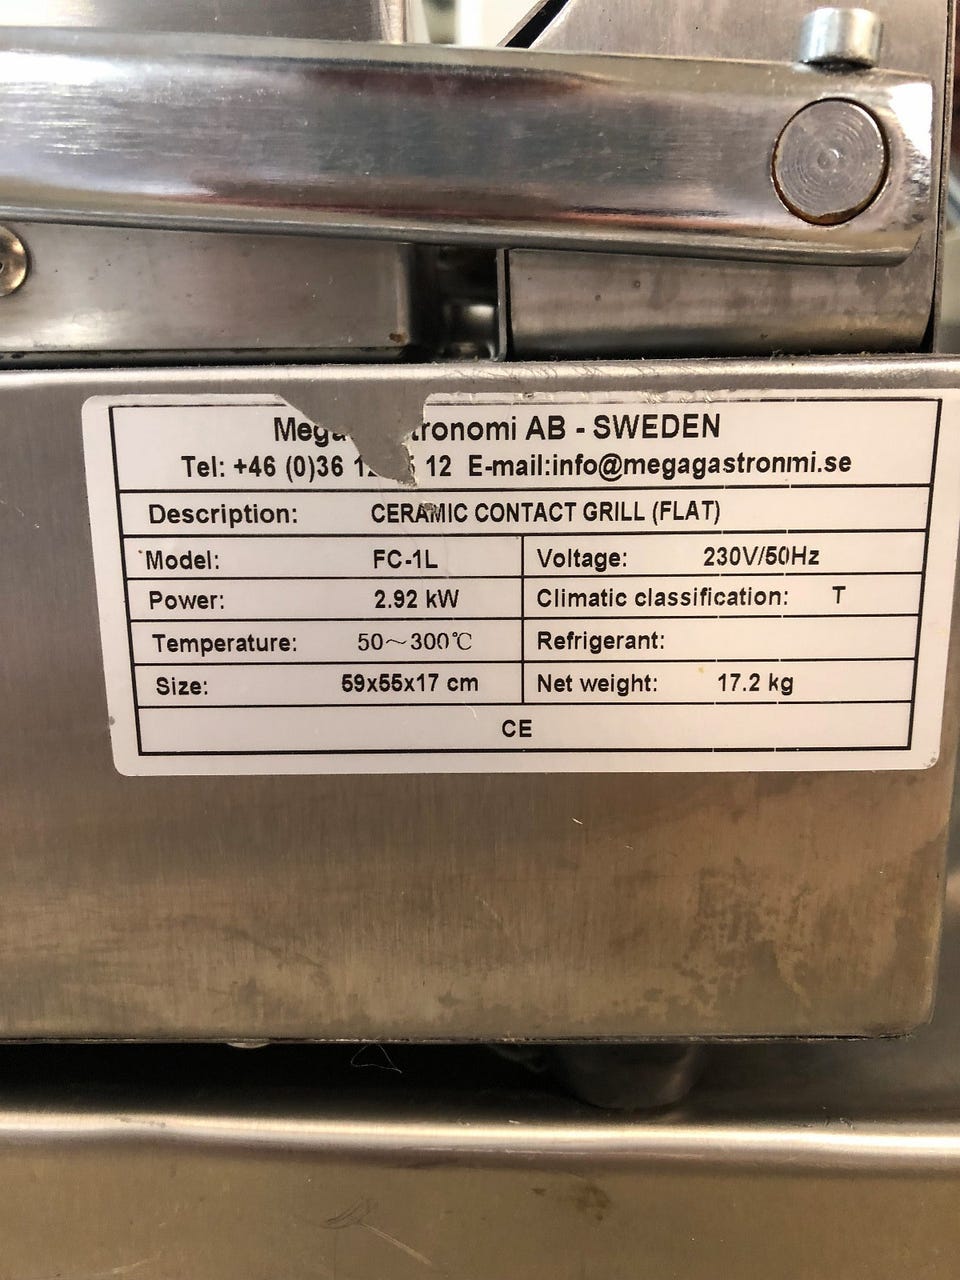 AB - SWEDEN
Tel: +46 (0)36 12 E-mail:info@megagastronmi.se
Description: CERAMIC CONTACT GRILL (FLAT)
Model: FC-1L Voltage: 230V/50Hz
Power: 2.92 kW Climatic classification: T
Temperature: 50~300℃ Refrigerant:
Size: 59x55x17 cm Net weight: 17.2 kg
CE